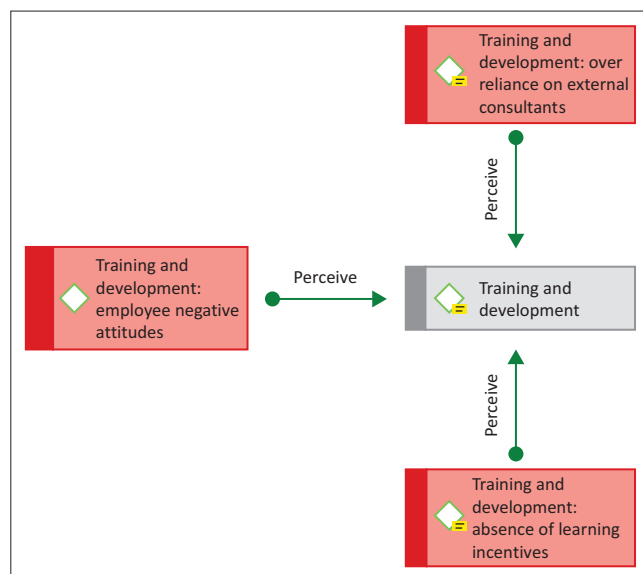 Training and
development: over
reliance on external
consultants
Perceive
Training and
development:
employee negative
attitudes
Perceive
Training and
development
Perceive
Training and
development:
absence of learning
incentives